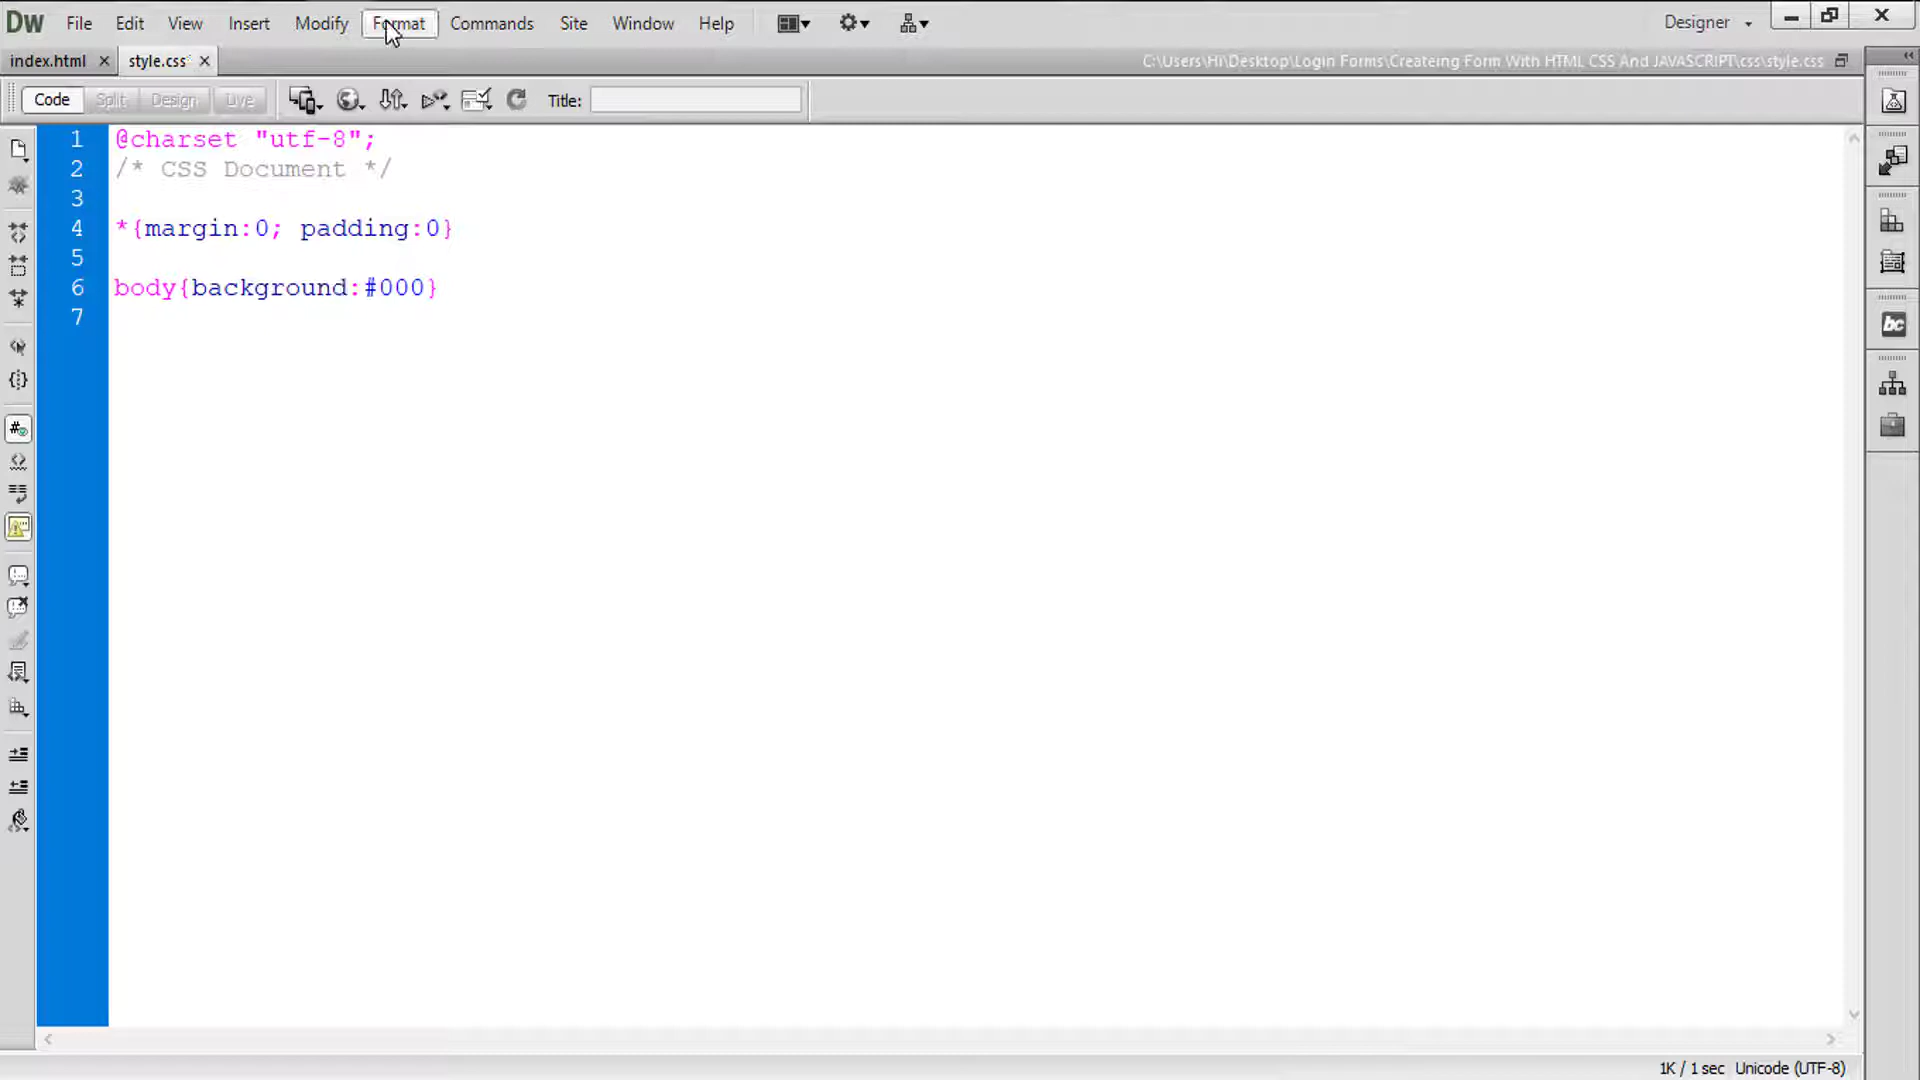 DW File Edit View Insert Modify Format Commands Site Window Help Designer
index.html style.css C:\Users\Hi\Desktop\Login Forms\Createing Form With HTML CSS And JAVASCRIPT\css\style.css
Code Split Design Live Title:
1 @charset "utf-8";
2 /* CSS Document */
3
4 *{margin:0; padding:0}
5
6 body{background:#000}
7
bc
1K / 1 sec Unicode (UTF-8)